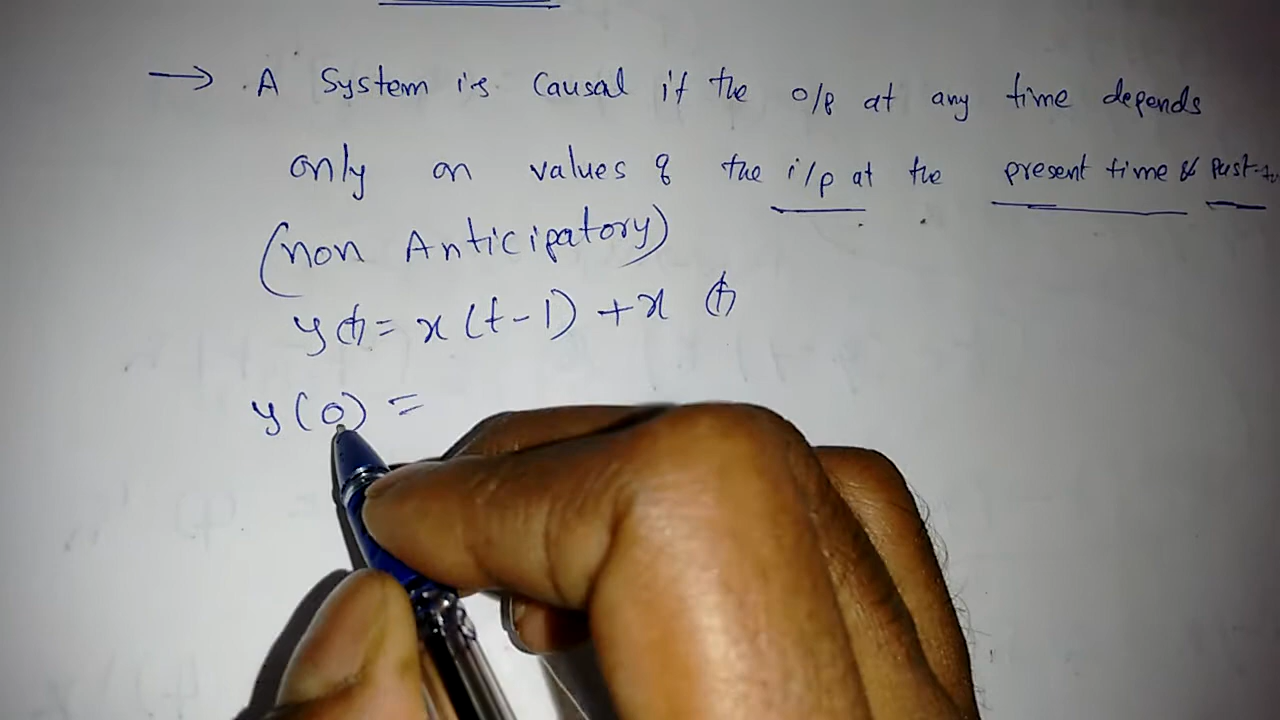 → A System is Causal if the o/p at any time depends
only on values of the i/p at the present time & past
(non Anticipatory)
y(t) = x(t-1) + x (t)
y(0) =